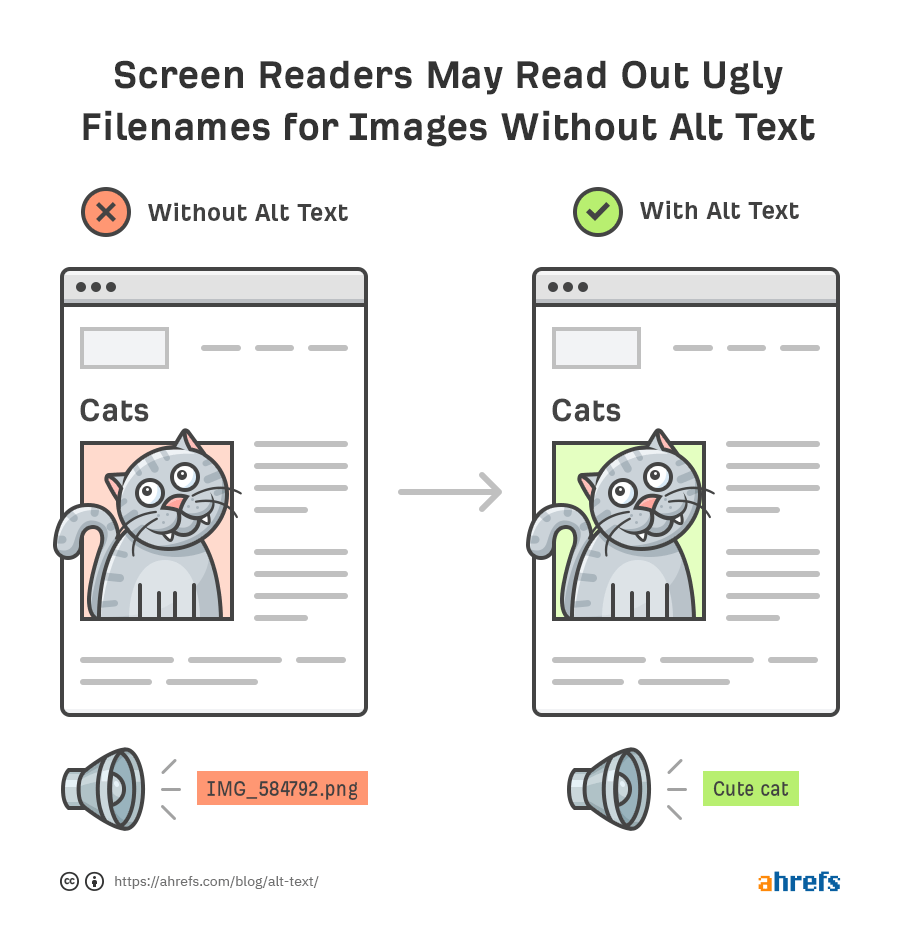 Screen Readers May Read Out Ugly
Filenames for Images Without Alt Text
Without Alt Text
With Alt Text
Cats
Cats
IMG_584792.png
Cute cat
cc
https://ahrefs.com/blog/alt-text/
ahrefs